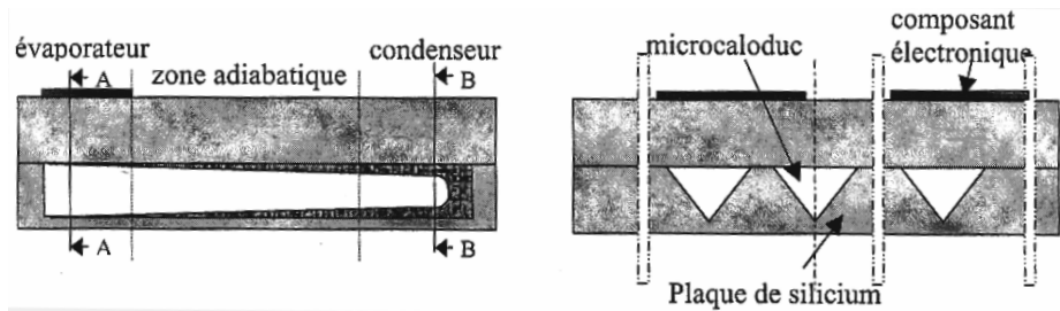 évaporateur
A
zone adiabatique
condenseur
B
A
B
microcaloduc
composant
électronique
Plaque de silicium